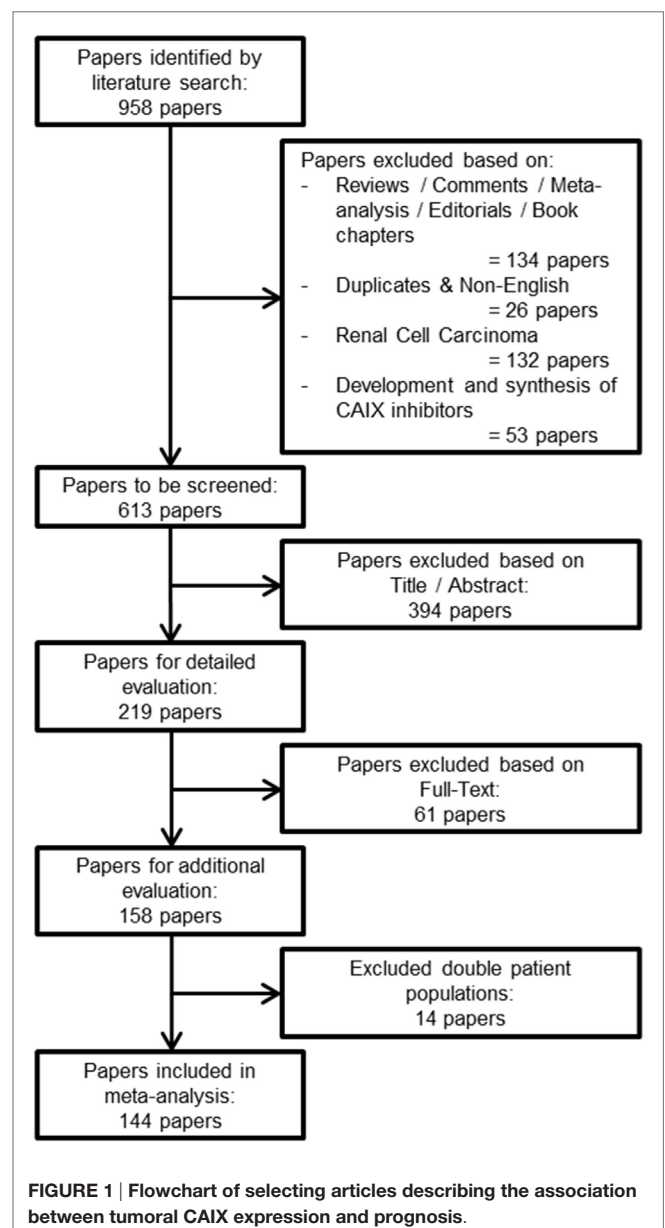 Papers identified by
literature search:
958 papers
Papers excluded based on:
- Reviews / Comments / Meta-
analysis / Editorials / Book
chapters
= 134 papers
- Duplicates & Non-English
= 26 papers
- Renal Cell Carcinoma
= 132 papers
- Development and synthesis of
CAIX inhibitors
= 53 papers
Papers to be screened:
613 papers
Papers excluded based on
Title / Abstract:
394 papers
Papers for detailed
evaluation:
219 papers
Papers excluded based on
Full-Text:
61 papers
Papers for additional
evaluation:
158 papers
Excluded double patient
populations:
14 papers
Papers included in
meta-analysis:
144 papers
FIGURE 1 | Flowchart of selecting articles describing the association
between tumoral CAIX expression and prognosis.